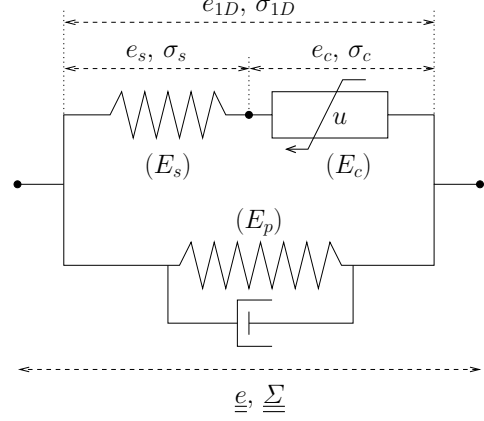 e_{1D}, σ_{1D}
e_s, σ_s e_c, σ_c
u
(E_s) (E_c)
(E_p)
e, Σ